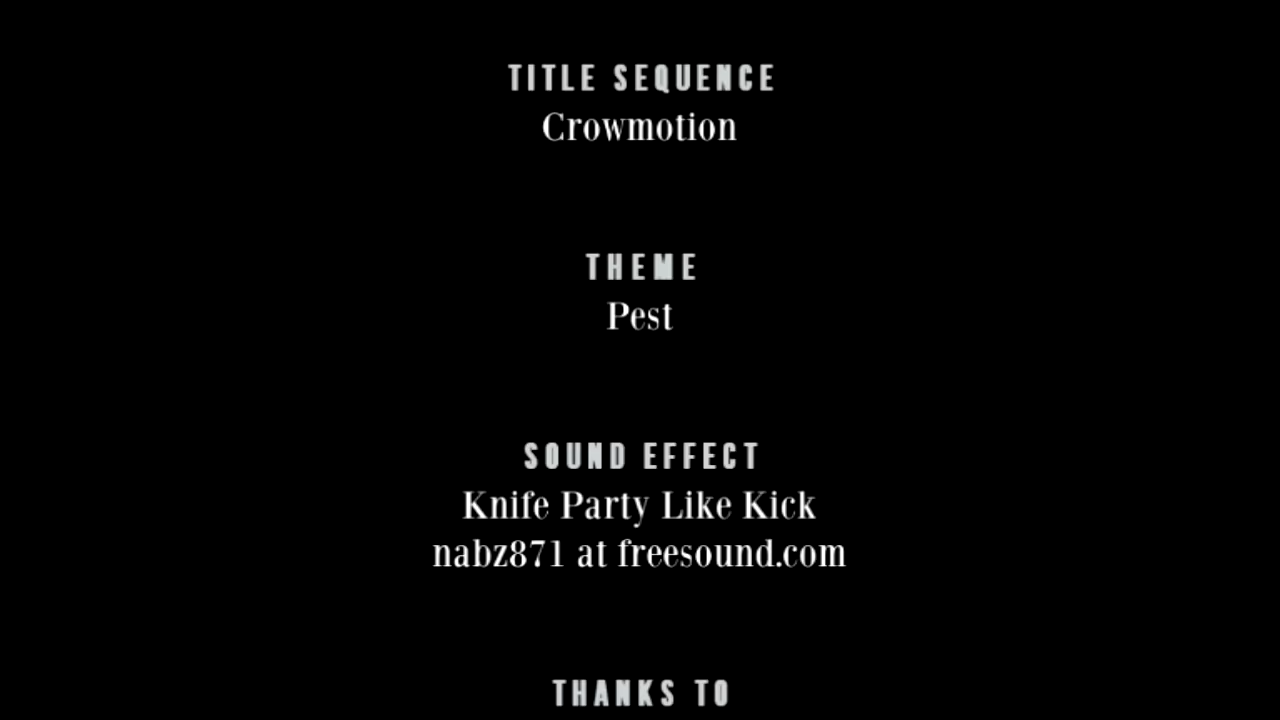 TITLE SEQUENCE
Crowmotion
THEME
Pest
SOUND EFFECT
Knife Party Like Kick
nabz871 at freesound.com
THANKS TO